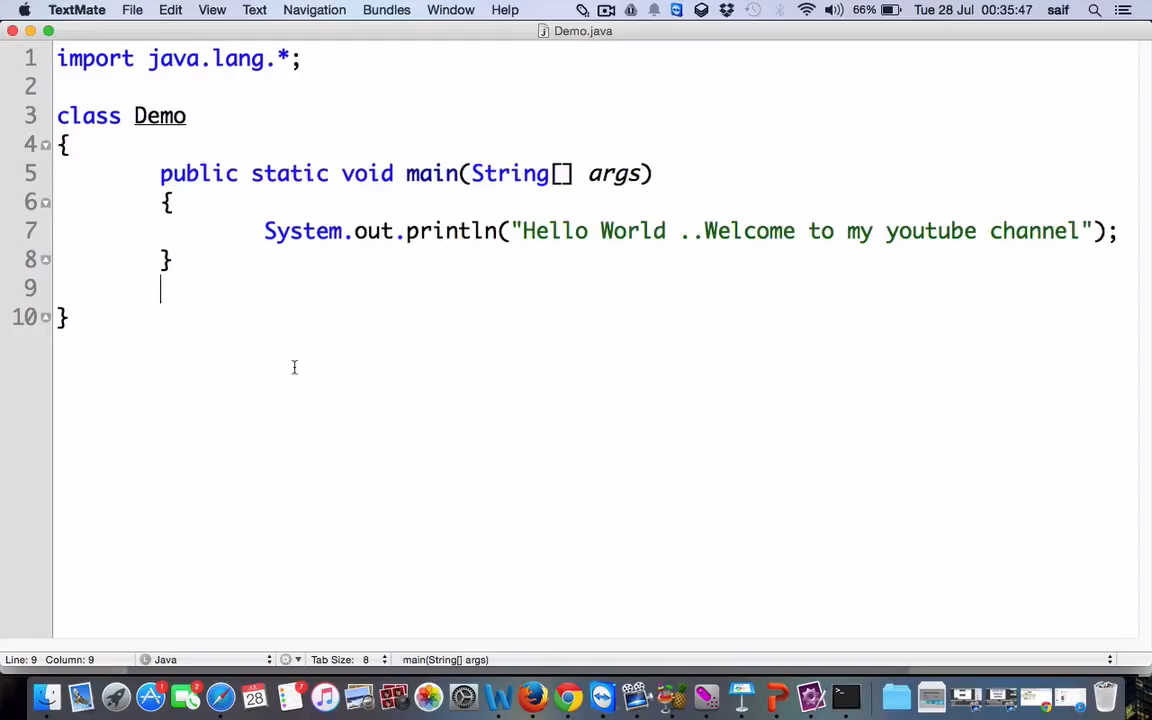 TextMate File Edit View Text Navigation Bundles Window Help 66% Tue 28 Jul 00:35:47 saif
Demo.java
1 import java.lang.*;
2
3 class Demo
4 {
5 public static void main(String[] args)
6 {
7 System.out.println("Hello World ..Welcome to my youtube channel");
8 }
9
10 }
Line: 9 Column: 9 L Java Tab Size: 8 main(String[] args)